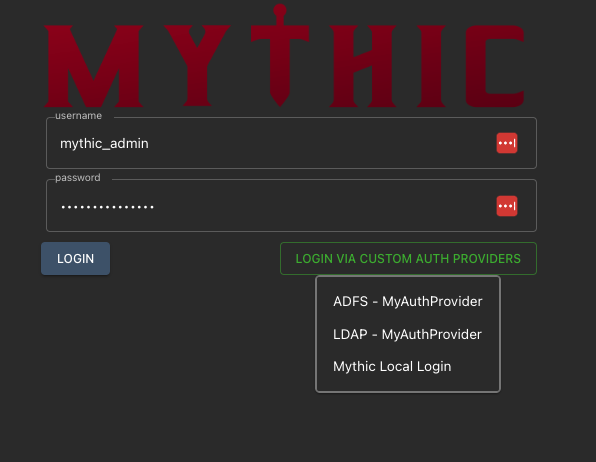 MYTHIC
username
mythic_admin
password
•••••••••••••••
LOGIN
LOGIN VIA CUSTOM AUTH PROVIDERS
ADFS - MyAuthProvider
LDAP - MyAuthProvider
Mythic Local Login